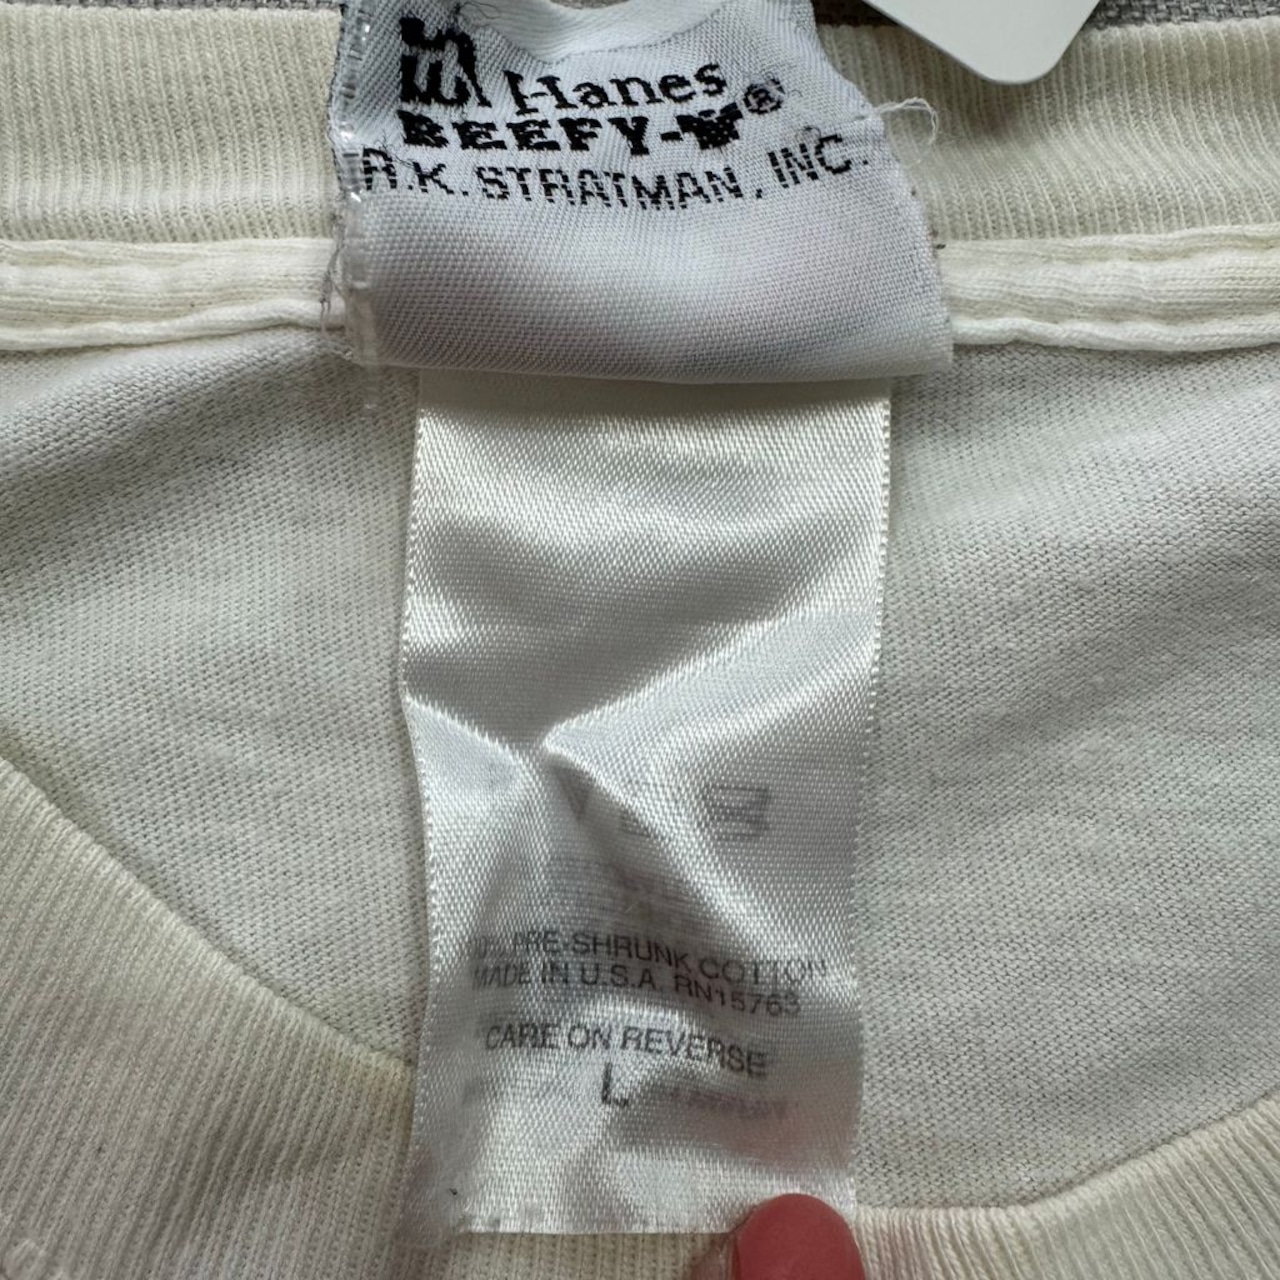 Hanes
BEEFY-T®
R.K. STRATMAN, INC.
PRE-SHRUNK COTTON
MADE IN U.S.A. RN15763
CARE ON REVERSE
L